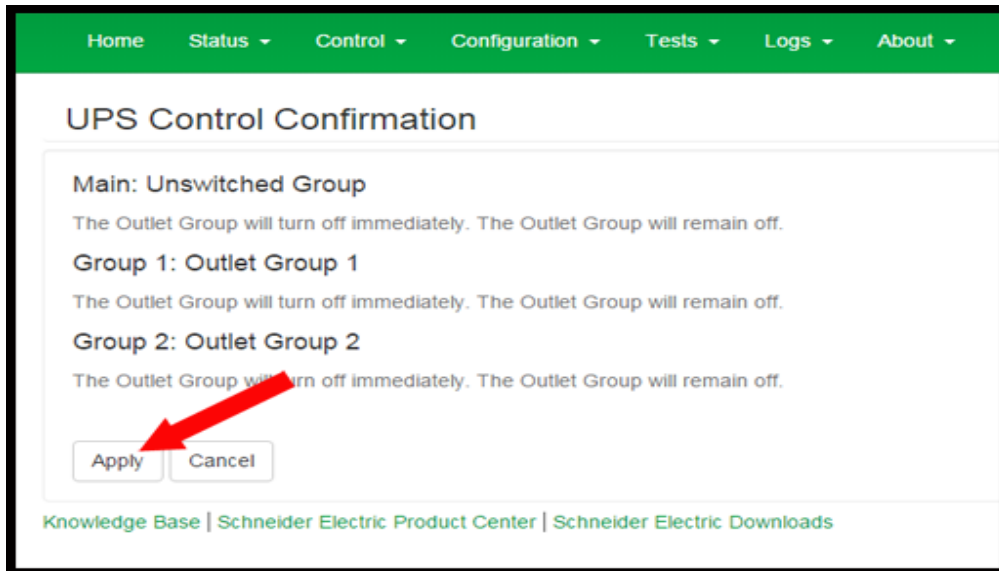 Home Status Control Configuration Tests Logs About
UPS Control Confirmation
Main: Unswitched Group
The Outlet Group will turn off immediately. The Outlet Group will remain off.
Group 1: Outlet Group 1
The Outlet Group will turn off immediately. The Outlet Group will remain off.
Group 2: Outlet Group 2
The Outlet Group will turn off immediately. The Outlet Group will remain off.
Apply Cancel
Knowledge Base | Schneider Electric Product Center | Schneider Electric Downloads